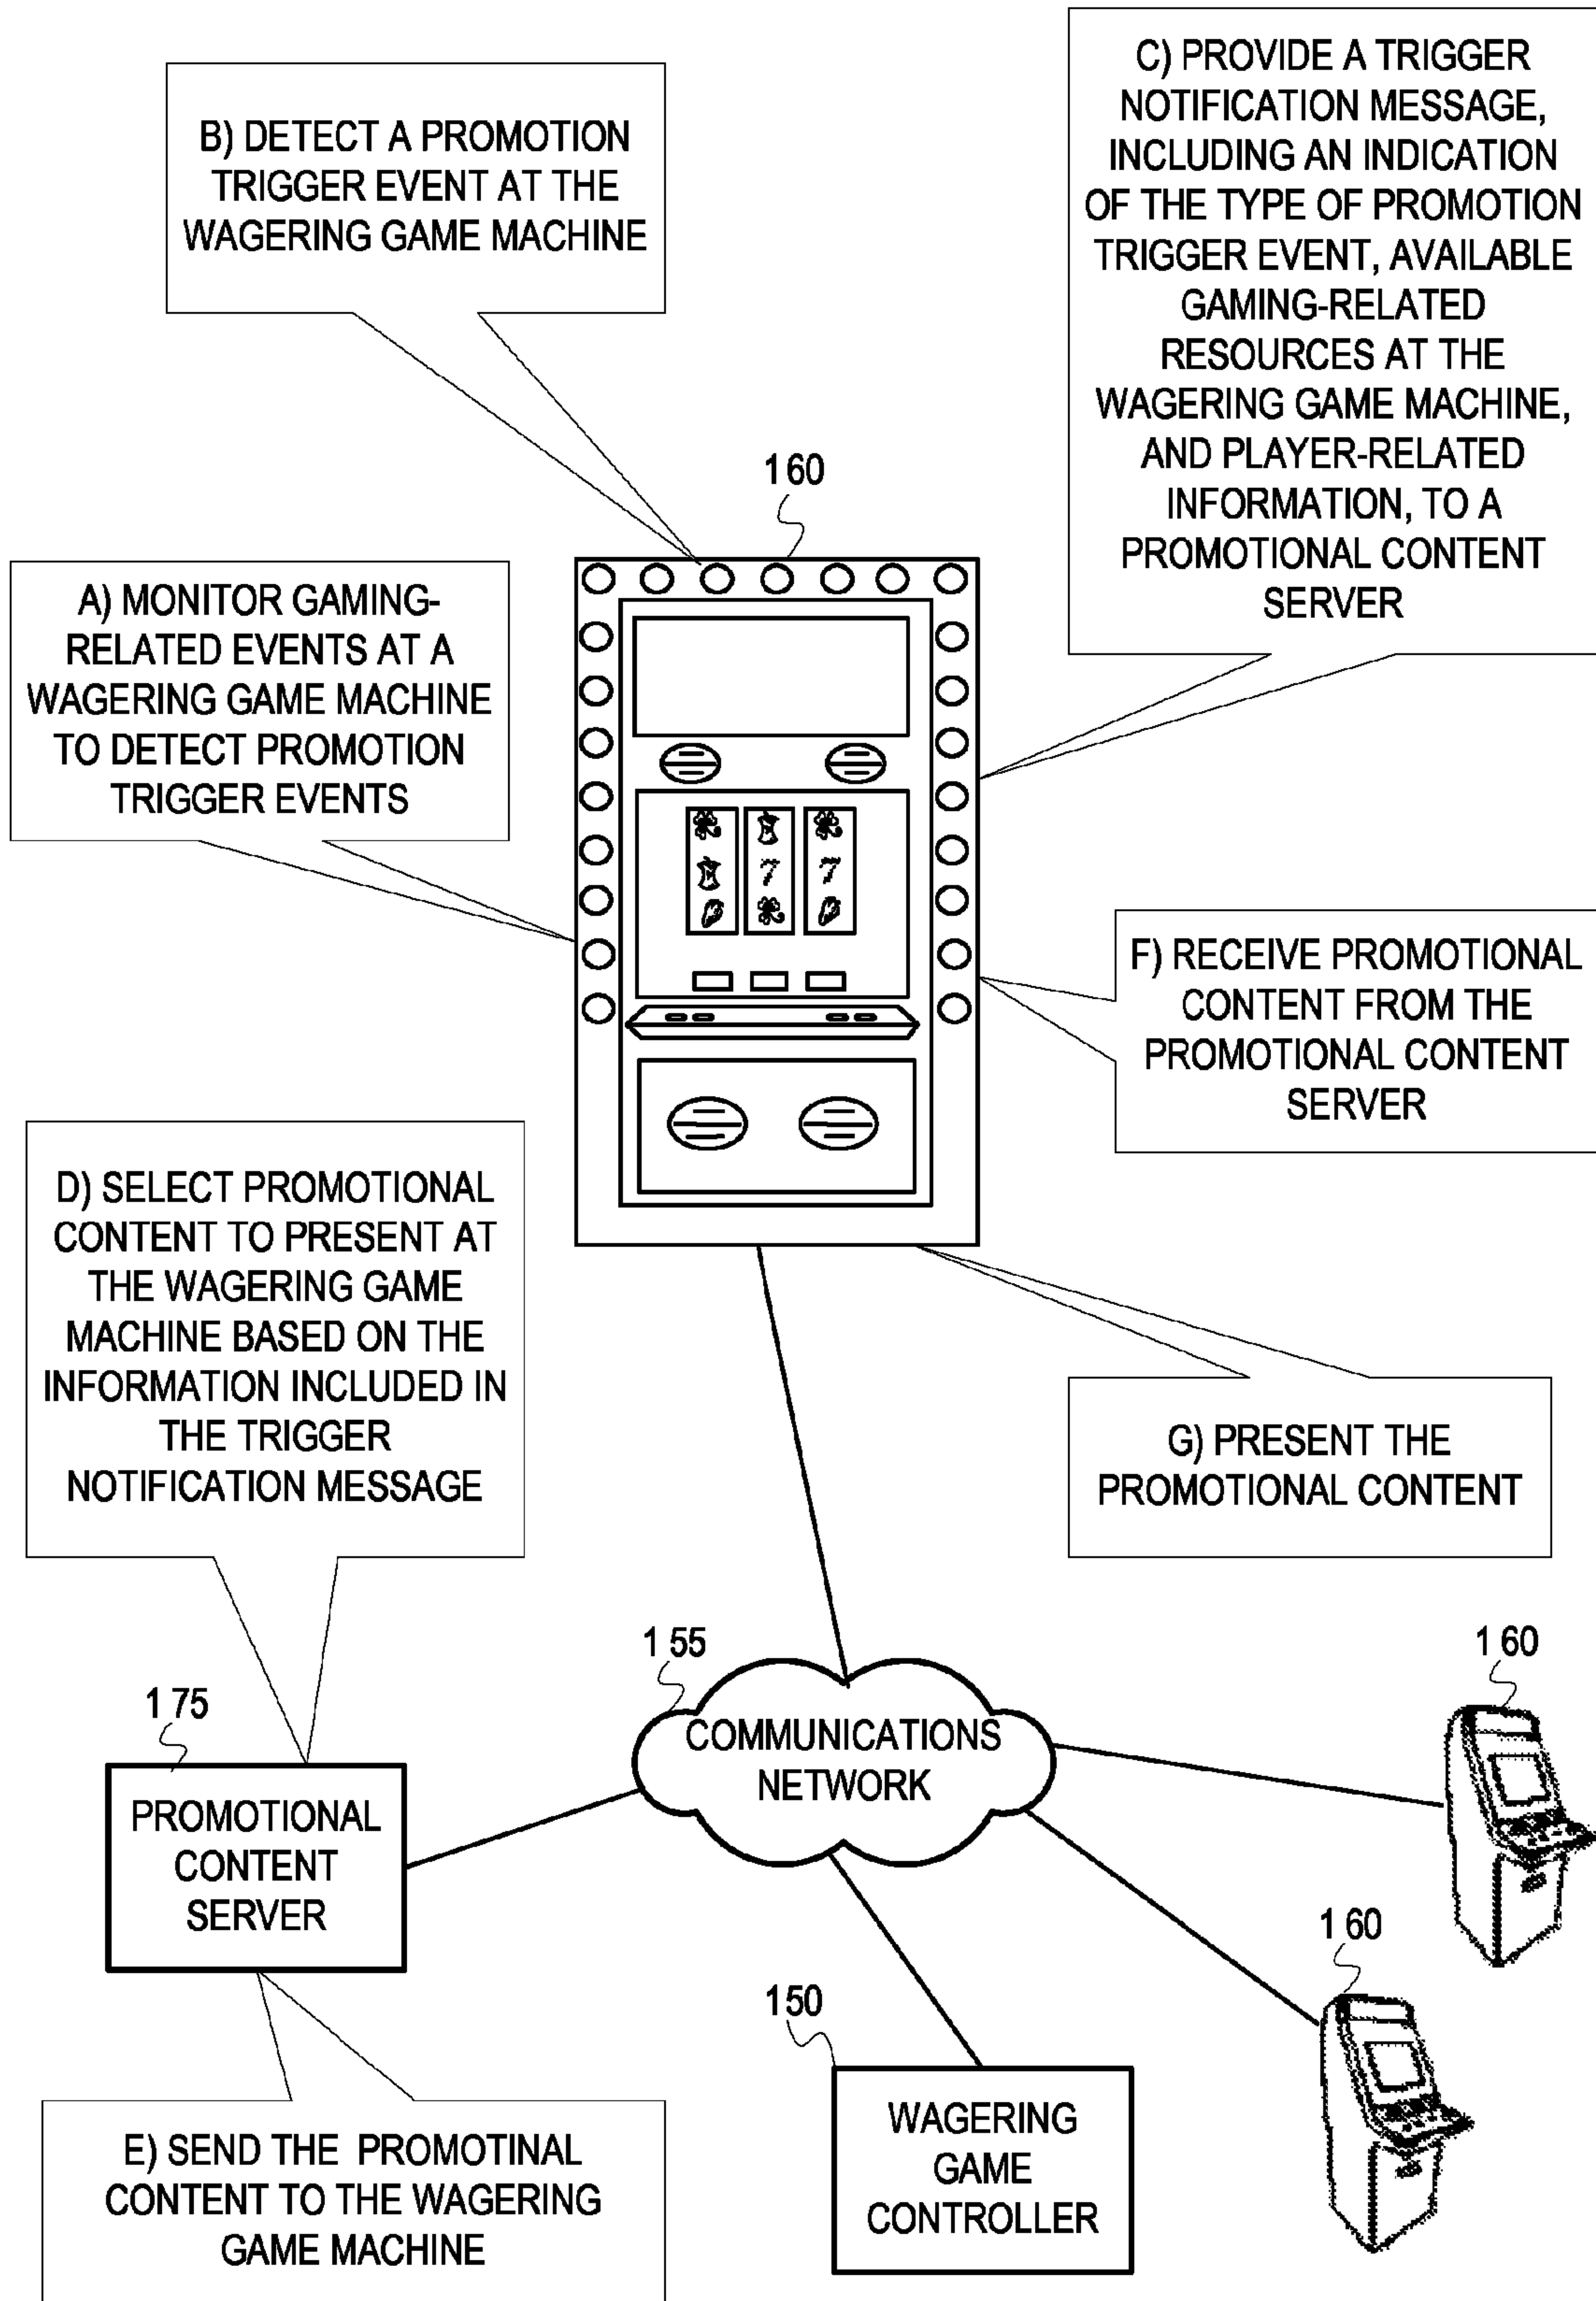 B) DETECT A PROMOTION
TRIGGER EVENT AT THE
WAGERING GAME MACHINE
C) PROVIDE A TRIGGER
NOTIFICATION MESSAGE,
INCLUDING AN INDICATION
OF THE TYPE OF PROMOTION
TRIGGER EVENT, AVAILABLE
GAMING-RELATED
RESOURCES AT THE
WAGERING GAME MACHINE,
AND PLAYER-RELATED
INFORMATION, TO A
PROMOTIONAL CONTENT
SERVER
160
A) MONITOR GAMING-
RELATED EVENTS AT A
WAGERING GAME MACHINE
TO DETECT PROMOTION
TRIGGER EVENTS
7 7
F) RECEIVE PROMOTIONAL
CONTENT FROM THE
PROMOTIONAL CONTENT
SERVER
D) SELECT PROMOTIONAL
CONTENT TO PRESENT AT
THE WAGERING GAME
MACHINE BASED ON THE
INFORMATION INCLUDED IN
THE TRIGGER
NOTIFICATION MESSAGE
G) PRESENT THE
PROMOTIONAL CONTENT
155
160
175
COMMUNICATIONS
NETWORK
PROMOTIONAL
CONTENT
SERVER
160
150
WAGERING
GAME
CONTROLLER
E) SEND THE PROMOTINAL
CONTENT TO THE WAGERING
GAME MACHINE